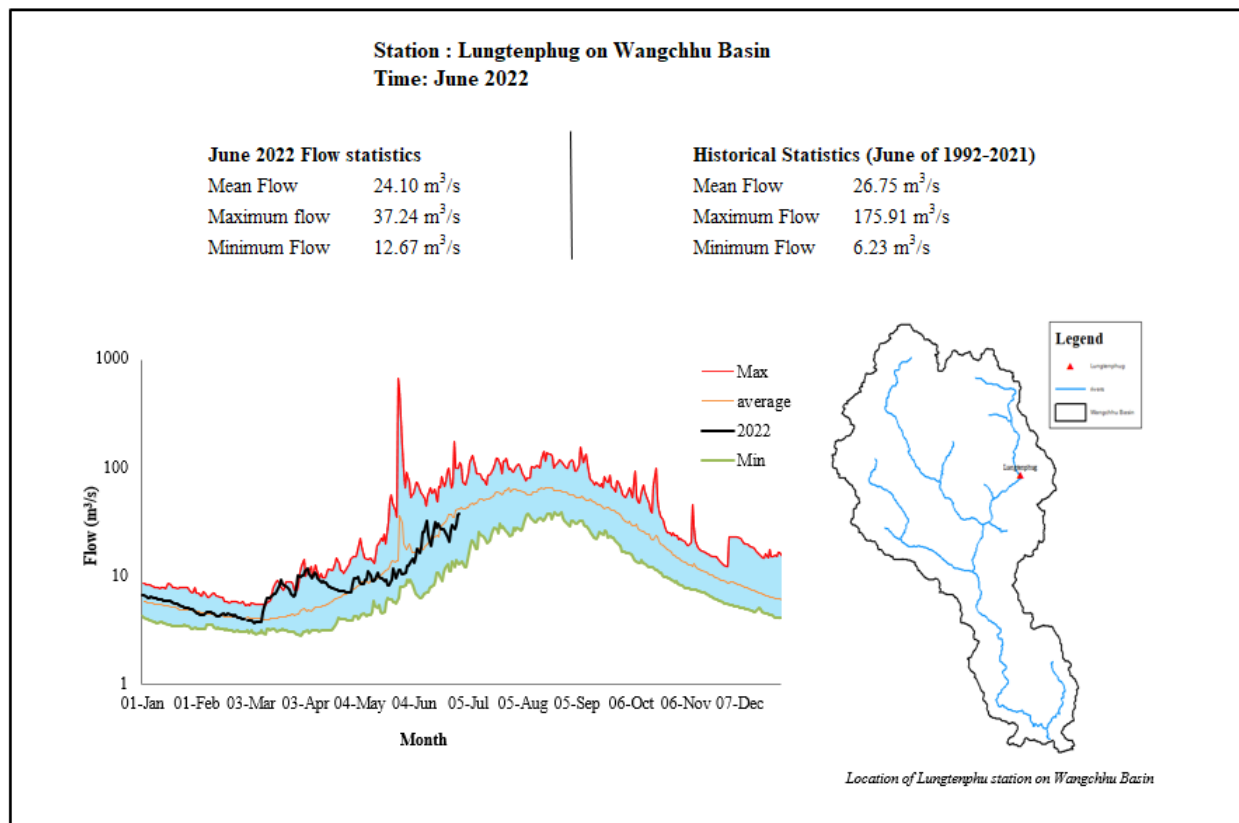 Station : Lungtenphug on Wangchhu Basin
Time: June 2022
June 2022 Flow statistics
Mean Flow 24.10 m³/s
Maximum flow 37.24 m³/s
Minimum Flow 12.67 m³/s
Historical Statistics (June of 1992-2021)
Mean Flow 26.75 m³/s
Maximum Flow 175.91 m³/s
Minimum Flow 6.23 m³/s
Flow (m³/s)
1000
100
10
1
01-Jan 01-Feb 03-Mar 03-Apr 04-May 04-Jun 05-Jul 05-Aug 05-Sep 06-Oct 06-Nov 07-Dec
Month
Max
average
2022
Min
Legend
Lungtenphug
Wangchhu Basin
Lungtenphug
Location of Lungtenphu station on Wangchhu Basin